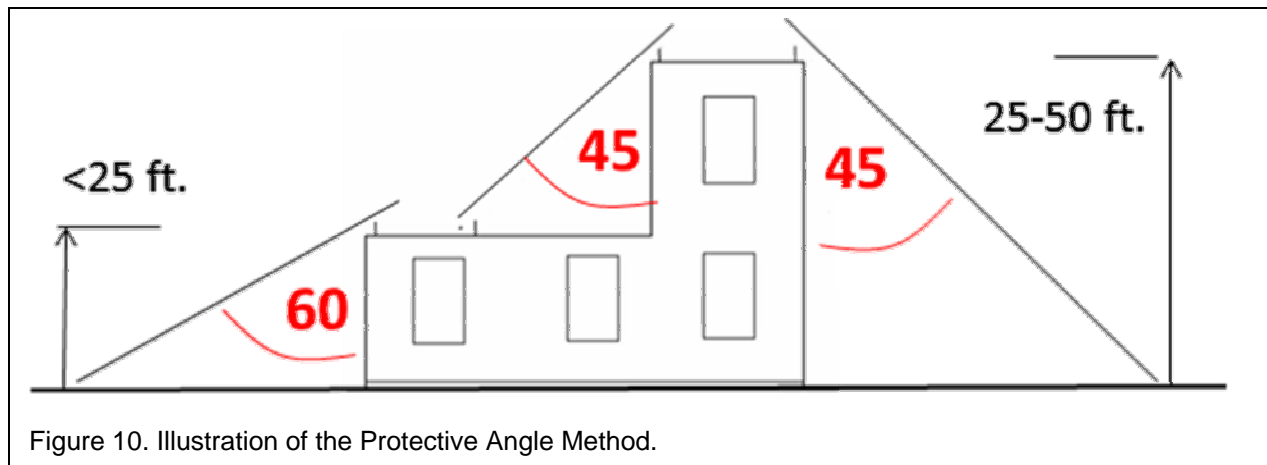 25-50 ft.
45
45
<25 ft.
60
Figure 10. Illustration of the Protective Angle Method.